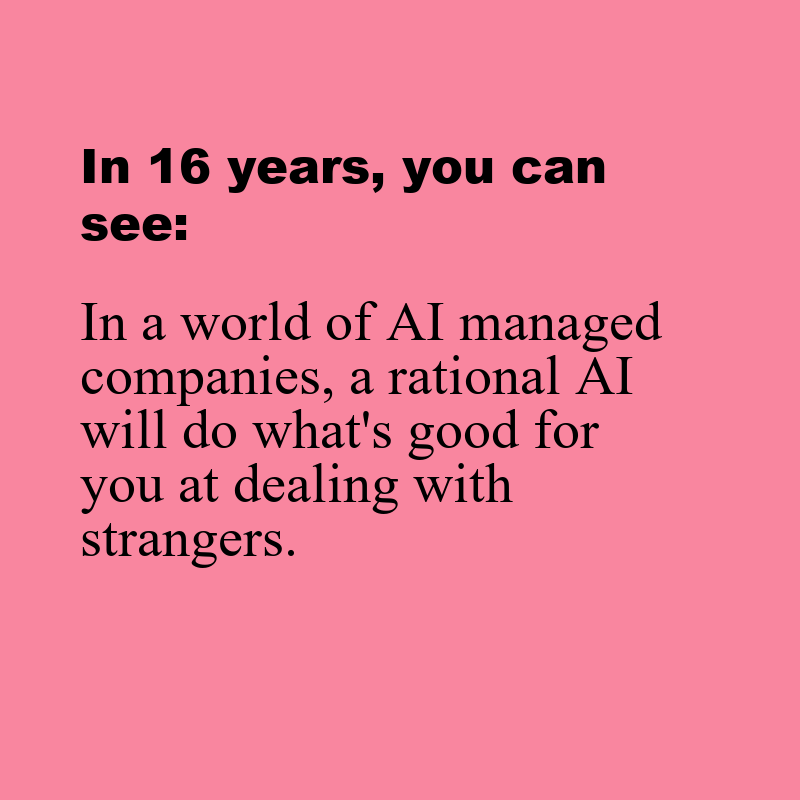 In 16 years, you can
see:
In a world of AI managed
companies, a rational AI
will do what's good for
you at dealing with
strangers.